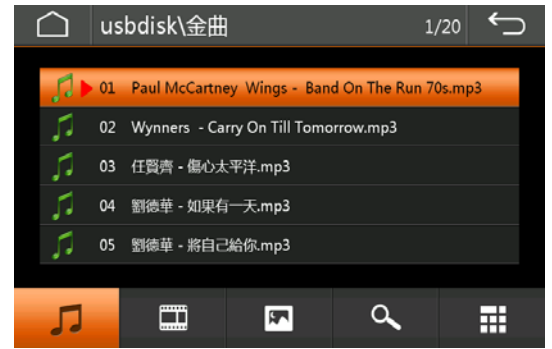 usbdisk\金曲 1/20
01 Paul McCartney Wings - Band On The Run 70s.mp3
02 Wynners - Carry On Till Tomorrow.mp3
03 任賢齊 - 傷心太平洋.mp3
04 劉德華 - 如果有一天.mp3
05 劉德華 - 將自己給你.mp3